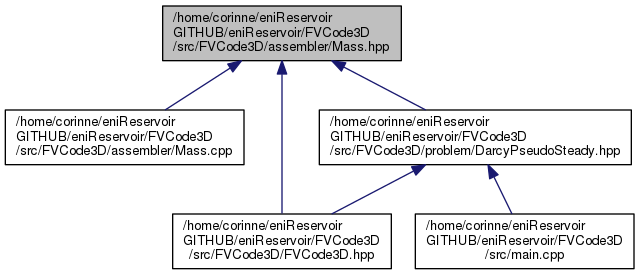 /home/corinne/eniReservoir
GITHUB/eniReservoir/FVCode3D
/src/FVCode3D/assembler/Mass.hpp
/home/corinne/eniReservoir
GITHUB/eniReservoir/FVCode3D
/src/FVCode3D/assembler/Mass.cpp
/home/corinne/eniReservoir
GITHUB/eniReservoir/FVCode3D
/src/FVCode3D/problem/DarcyPseudoSteady.hpp
/home/corinne/eniReservoir
GITHUB/eniReservoir/FVCode3D
/src/FVCode3D/FVCode3D.hpp
/home/corinne/eniReservoir
GITHUB/eniReservoir/FVCode3D
/src/main.cpp